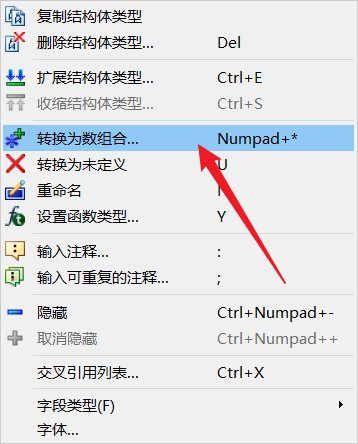 复制结构体类型
删除结构体类型... Del
扩展结构体类型... Ctrl+E
收缩结构体类型... Ctrl+S
转换为数组合... Numpad+*
转换为未定义 U
重命名
设置函数类型... Y
输入注释... :
输入可重复的注释... ;
隐藏 Ctrl+Numpad+-
取消隐藏 Ctrl+Numpad++
交叉引用列表... Ctrl+X
字段类型(F)
字体...